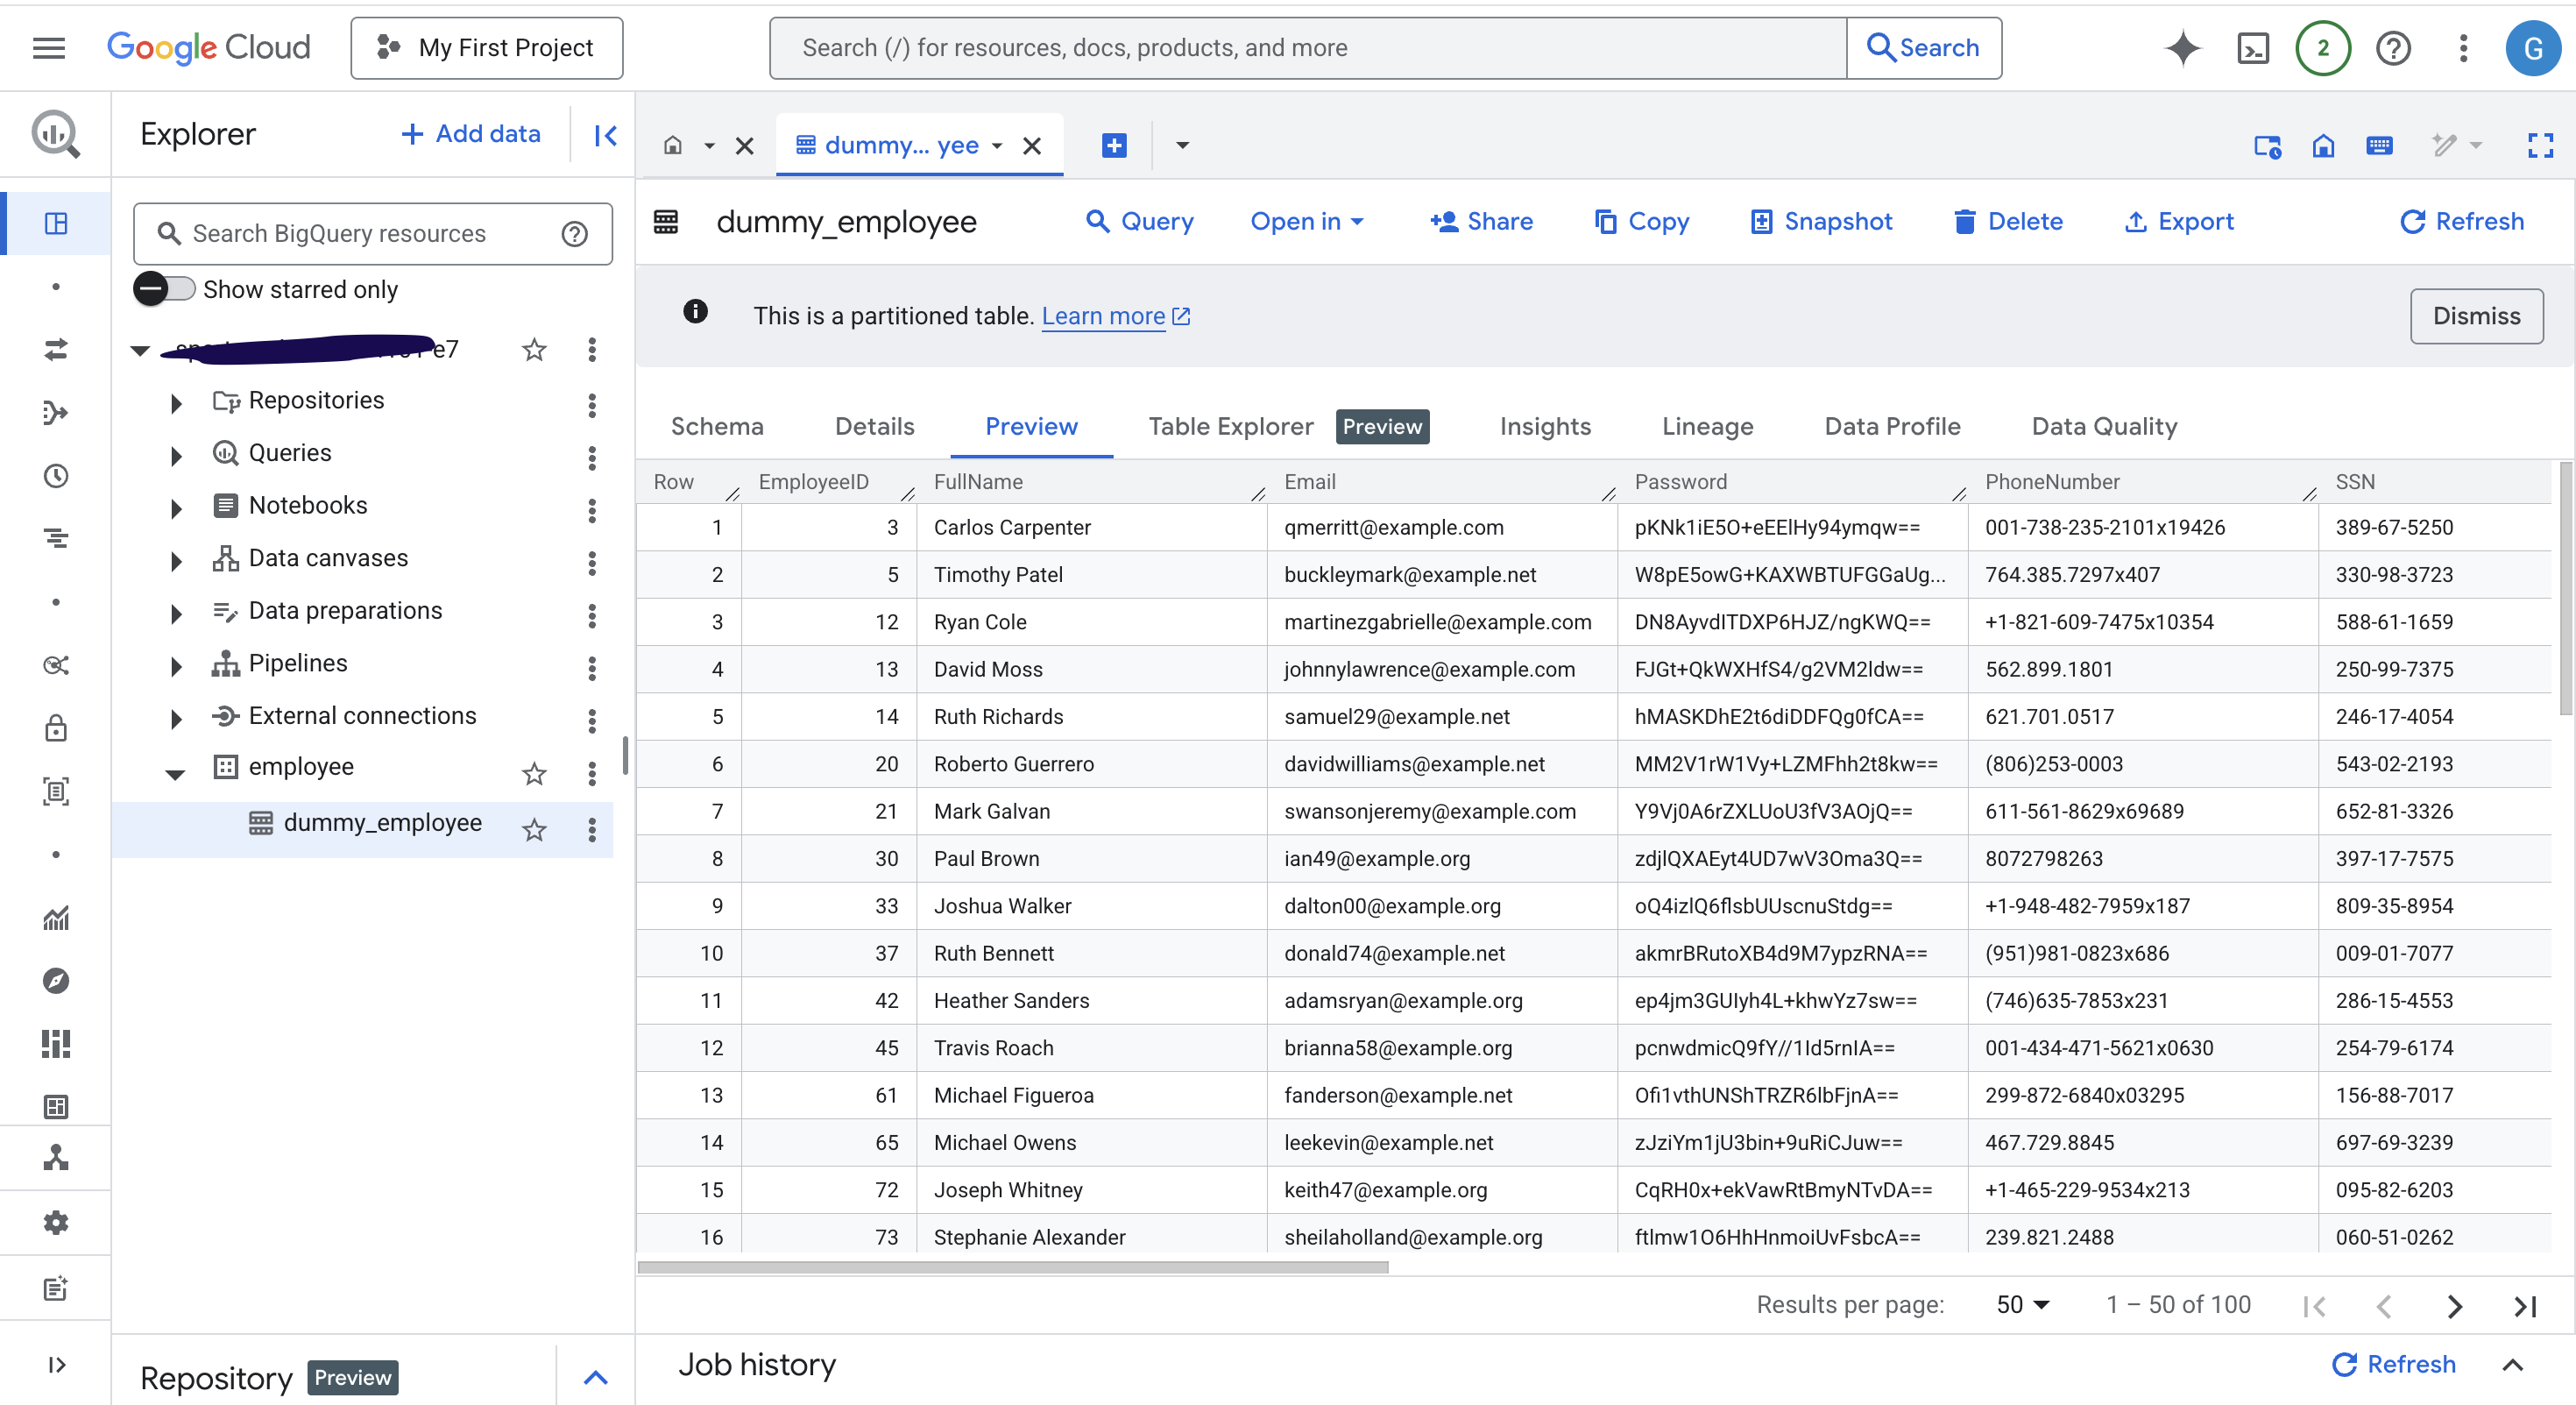 Google Cloud My First Project Search (/) for resources, docs, products, and more Search 2 G
Explorer + Add data
dummy... yee
Search BigQuery resources
Show starred only
e7
Repositories
Queries
Notebooks
Data canvases
Data preparations
Pipelines
External connections
employee
dummy_employee
Repository Preview
dummy_employee Query Open in Share Copy Snapshot Delete Export Refresh
This is a partitioned table. Learn more Dismiss
Schema Details Preview Table Explorer Preview Insights Lineage Data Profile Data Quality
Row EmployeeID FullName Email Password PhoneNumber SSN
1 3 Carlos Carpenter qmerritt@example.com pKNk1iE5O+eEElHy94ymqw== 001-738-235-2101x19426 389-67-5250
2 5 Timothy Patel buckleymark@example.net W8pE5owG+KAXWBTUFGGaUg... 764.385.7297x407 330-98-3723
3 12 Ryan Cole martinezgabrielle@example.com DN8AyvdITDXP6HJZ/ngKWQ== +1-821-609-7475x10354 588-61-1659
4 13 David Moss johnnylawrence@example.com FJGt+QkWXHfS4/g2VM2ldw== 562.899.1801 250-99-7375
5 14 Ruth Richards samuel29@example.net hMASKDhE2t6diDDFQg0fCA== 621.701.0517 246-17-4054
6 20 Roberto Guerrero davidwilliams@example.net MM2V1rW1Vy+LZMFhh2t8kw== (806)253-0003 543-02-2193
7 21 Mark Galvan swansonjeremy@example.com Y9Vj0A6rZXLUoU3fV3AOjQ== 611-561-8629x69689 652-81-3326
8 30 Paul Brown ian49@example.org zdjlQXAEyt4UD7wV3Oma3Q== 8072798263 397-17-7575
9 33 Joshua Walker dalton00@example.org oQ4izlQ6flsbUUscnuStdg== +1-948-482-7959x187 809-35-8954
10 37 Ruth Bennett donald74@example.net akmrBRutoXB4d9M7ypzRNA== (951)981-0823x686 009-01-7077
11 42 Heather Sanders adamsryan@example.org ep4jm3GUIyh4L+khwYz7sw== (746)635-7853x231 286-15-4553
12 45 Travis Roach brianna58@example.org pcnwdmicQ9fY//1Id5rnIA== 001-434-471-5621x0630 254-79-6174
13 61 Michael Figueroa fanderson@example.net Ofi1vthUNShTRZR6lbFjnA== 299-872-6840x03295 156-88-7017
14 65 Michael Owens leekevin@example.net zJziYm1jU3bin+9uRiCJuw== 467.729.8845 697-69-3239
15 72 Joseph Whitney keith47@example.org CqRH0x+ekVawRtBmyNTvDA== +1-465-229-9534x213 095-82-6203
16 73 Stephanie Alexander sheilaholland@example.org ftlmw1O6HhHnmoiUvFsbcA== 239.821.2488 060-51-0262
Results per page: 50 1 – 50 of 100
Job history Refresh